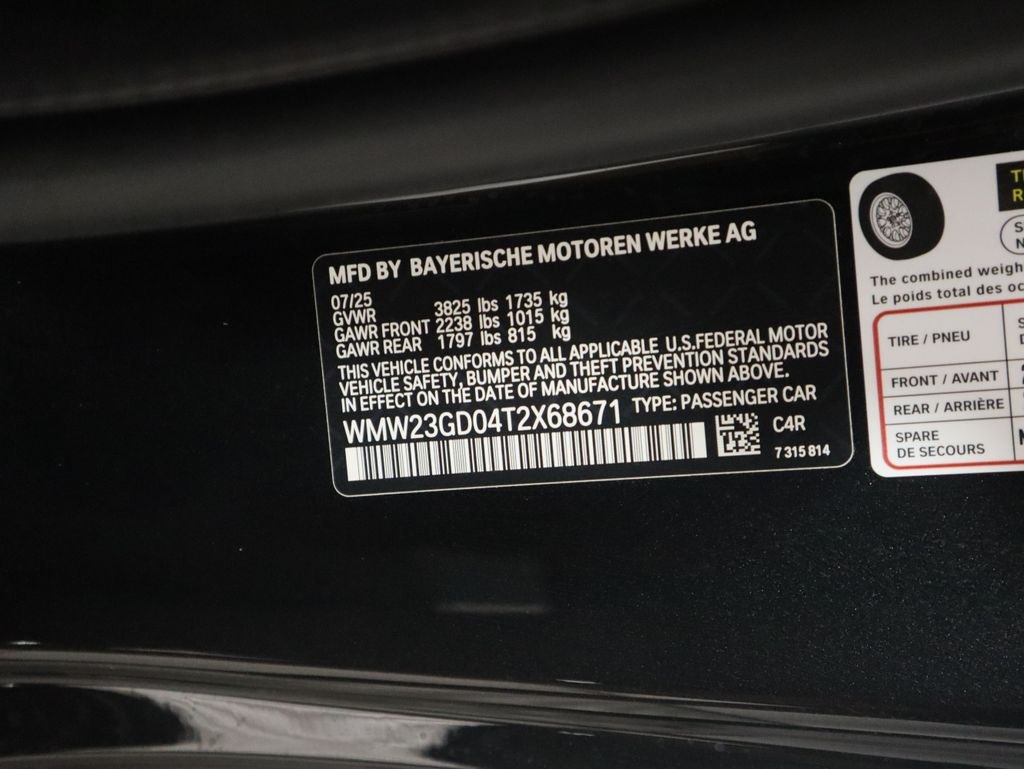 MFD BY BAYERISCHE MOTOREN WERKE AG
07/25
GVWR 3825 lbs 1735 kg
GAWR FRONT 2238 lbs 1015 kg
GAWR REAR 1797 lbs 815 kg
THIS VEHICLE CONFORMS TO ALL APPLICABLE U.S.FEDERAL MOTOR
VEHICLE SAFETY, BUMPER AND THEFT PREVENTION STANDARDS
IN EFFECT ON THE DATE OF MANUFACTURE SHOWN ABOVE.
WMW23GD04T2X68671 TYPE: PASSENGER CAR
C4R
7 315 814
The combined
Le poids total des
TIRE / PNEU
FRONT / AVANT
REAR / ARRIÈRE
SPARE
DE SECOURS